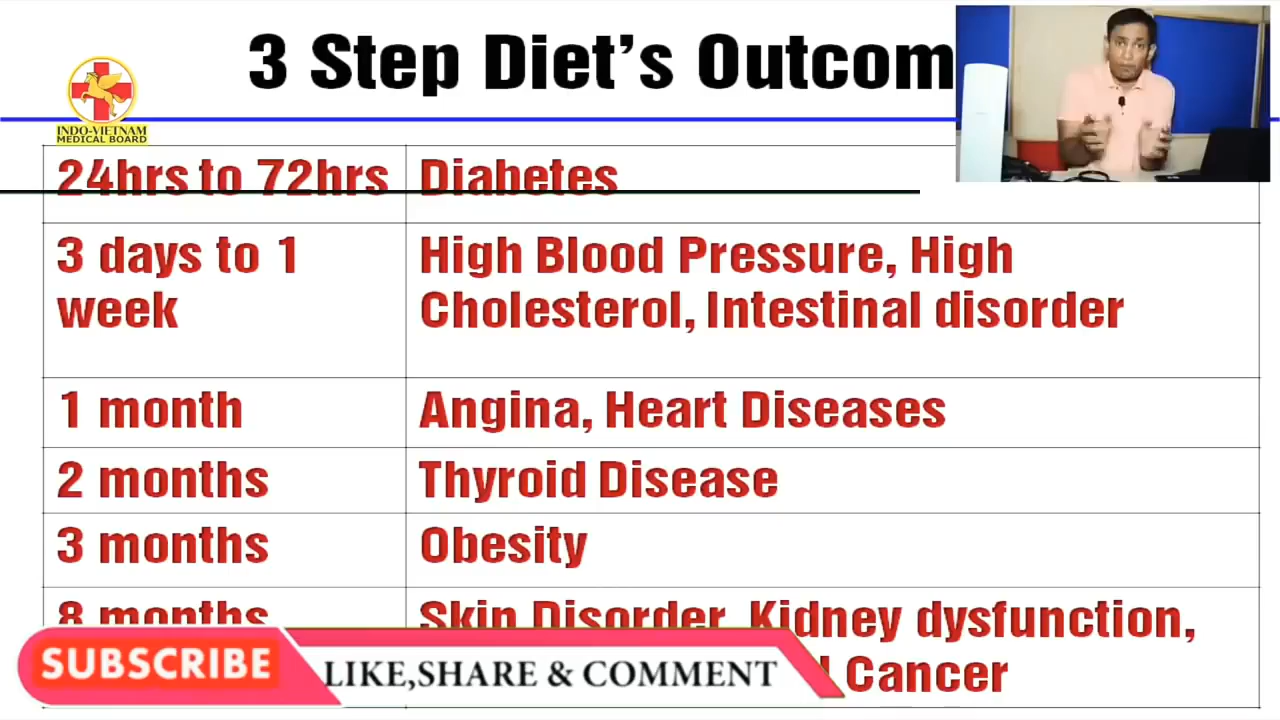 3 Step Diet's Outcom
INDO-VIETNAM
MEDICAL BOARD
24hrs to 72hrs Diabetes
3 days to 1 High Blood Pressure, High
week Cholesterol, Intestinal disorder
1 month Angina, Heart Diseases
2 months Thyroid Disease
3 months Obesity
8 months Skin Disorder, Kidney dysfunction,
Cancer
SUBSCRIBE LIKE,SHARE & COMMENT